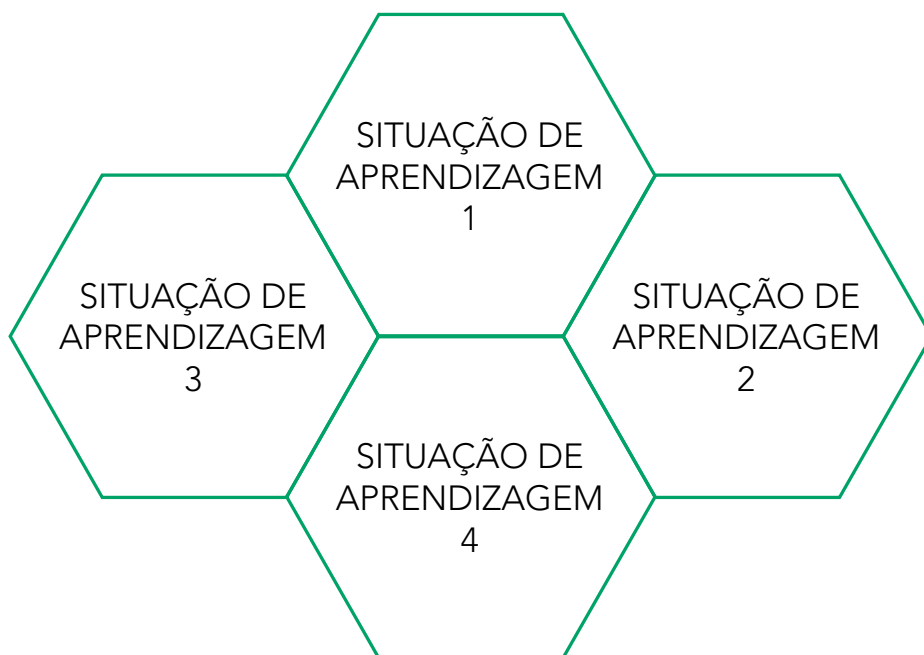 SITUAÇÃO DE
APRENDIZAGEM
1
SITUAÇÃO DE
APRENDIZAGEM
3
SITUAÇÃO DE
APRENDIZAGEM
2
SITUAÇÃO DE
APRENDIZAGEM
4